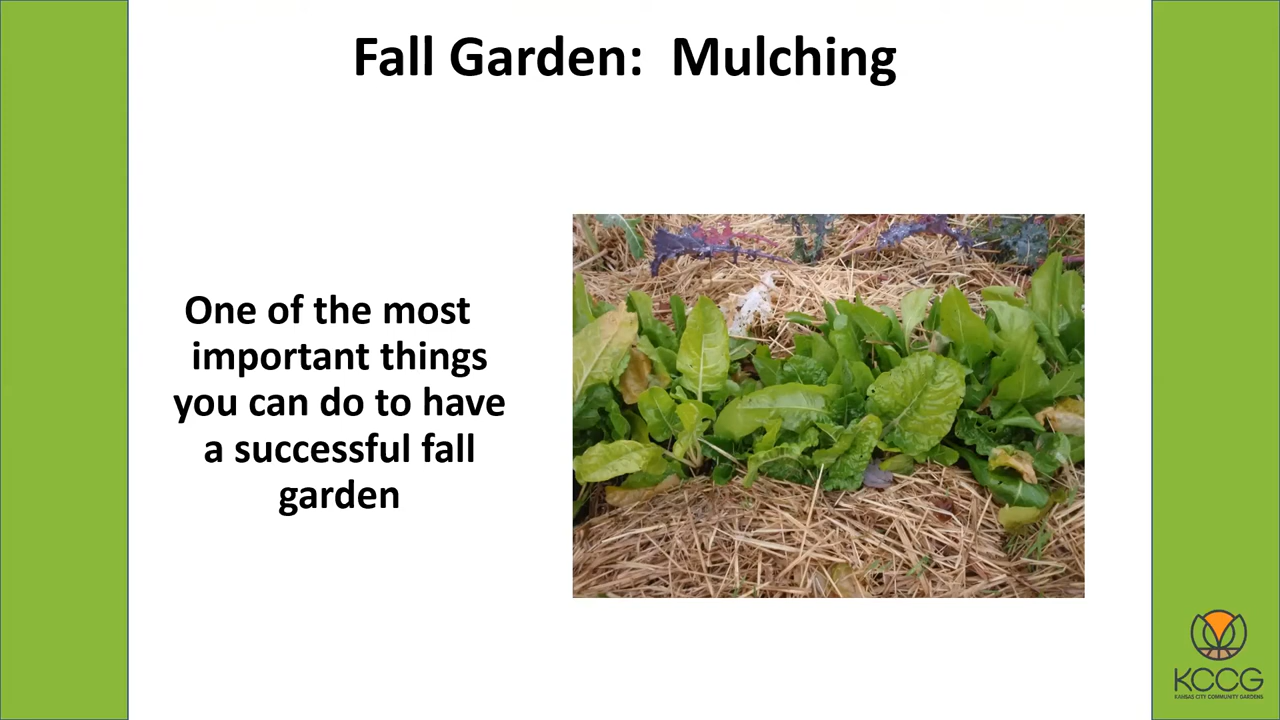 Fall Garden:  Mulching
One of the most
important things
you can do to have
a successful fall
garden
KCCG
KANSAS CITY COMMUNITY GARDENS